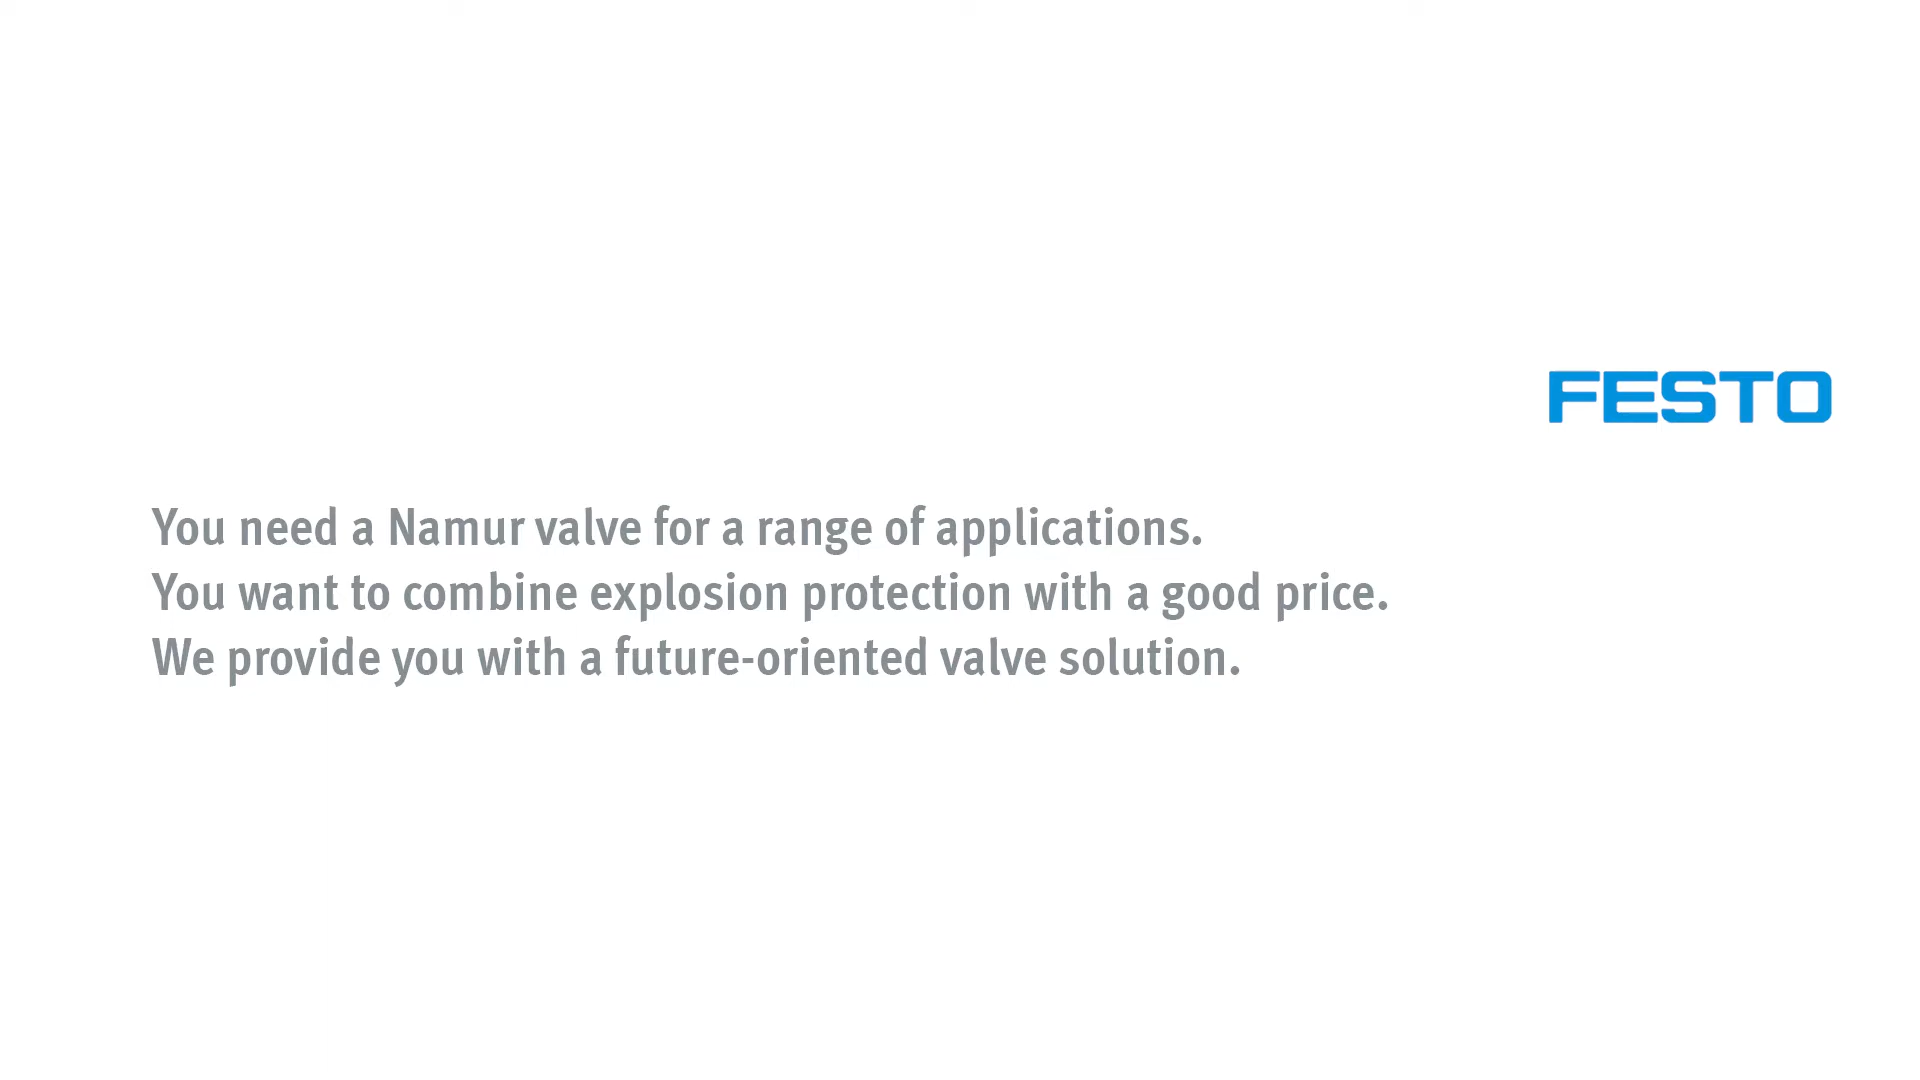 FESTO
You need a Namur valve for a range of applications.
You want to combine explosion protection with a good price.
We provide you with a future-oriented valve solution.